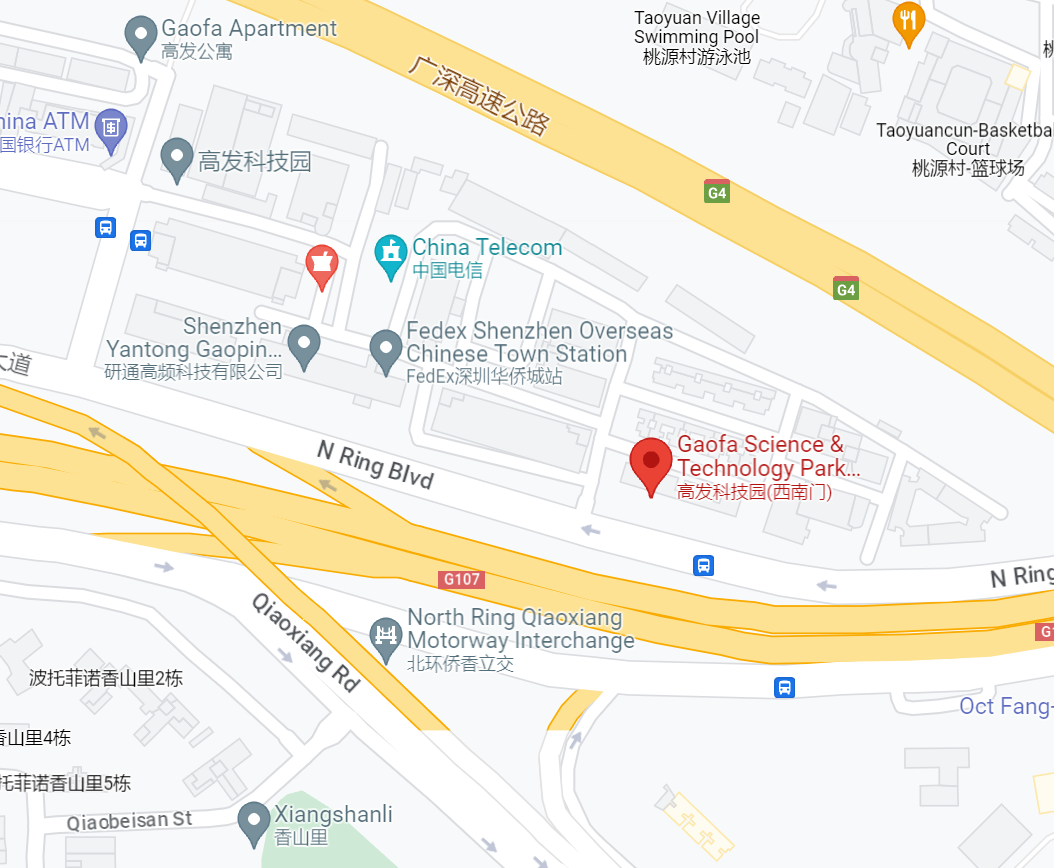 Gaofa Apartment
高发公寓
Taoyuan Village
Swimming Pool
桃源村游泳池
广深高速公路
ATM
国银行ATM
高发科技园
Taoyuancun-Basketba
Court
桃源村-篮球场
G4
China Telecom
中国电信
G4
Shenzhen
Yantong Gaopin...
研通高频科技有限公司
Fedex Shenzhen Overseas
Chinese Town Station
FedEx深圳华侨城站
大道
N Ring Blvd
Gaofa Science &
Technology Park...
高发科技园(西南门)
G107
N Ring
Qiaoxiang Rd
North Ring Qiaoxiang
Motorway Interchange
北环侨香立交
波托菲诺香山里2栋
Oct Fang-
香山里4栋
托菲诺香山里5栋
Qiaobeisan St
Xiangshanli
香山里